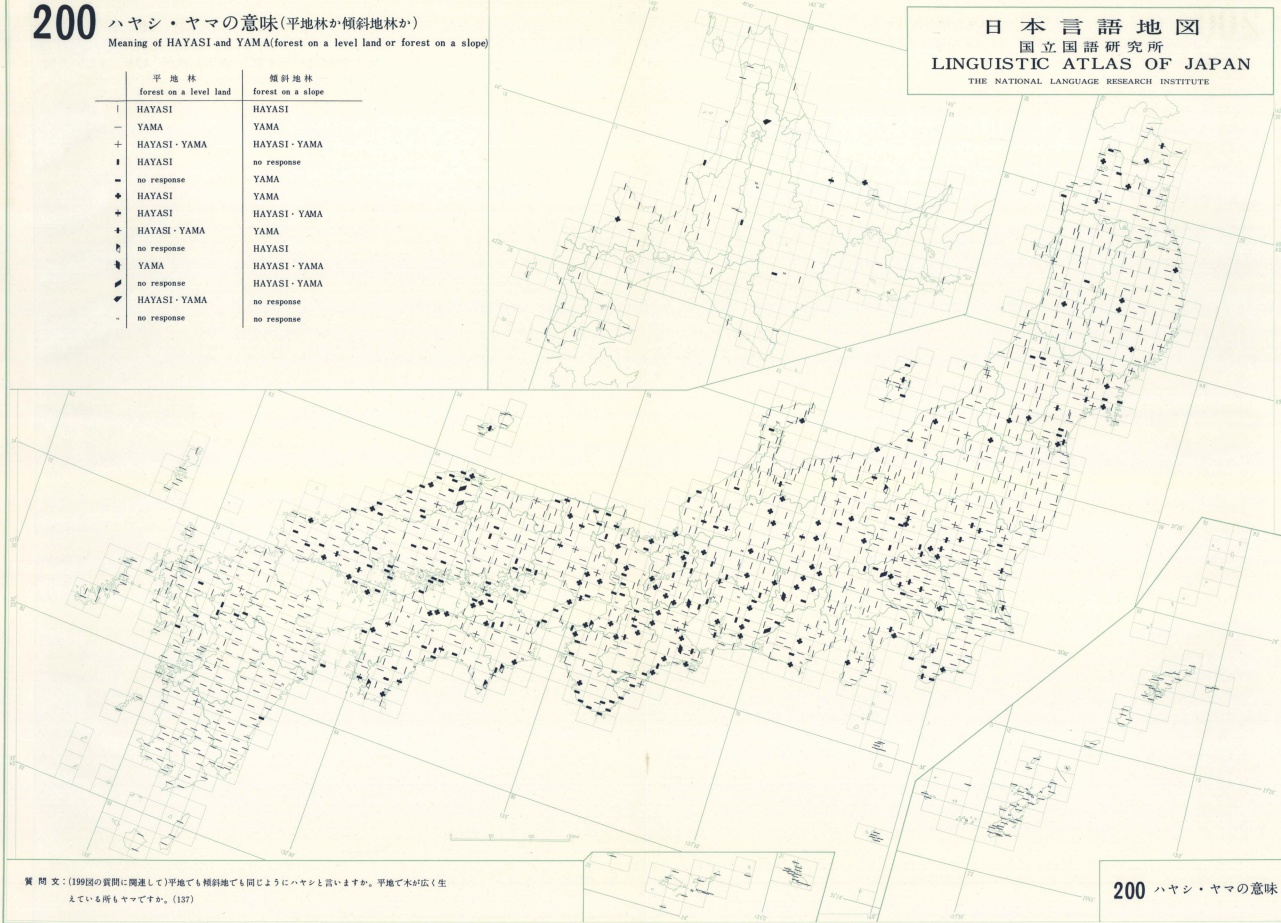 200 ハヤシ・ヤマの意味(平地林か傾斜地林か)
Meaning of HAYASI and YAMA(forest on a level land or forest on a slope)
平地林 傾斜地林
forest on a level land forest on a slope
HAYASI HAYASI
YAMA YAMA
HAYASI・YAMA HAYASI・YAMA
HAYASI no response
no response YAMA
HAYASI YAMA
HAYASI HAYASI・YAMA
HAYASI・YAMA YAMA
no response HAYASI
YAMA HAYASI・YAMA
no response HAYASI・YAMA
HAYASI・YAMA no response
no response no response
日本言語地図
国立国語研究所
LINGUISTIC ATLAS OF JAPAN
THE NATIONAL LANGUAGE RESEARCH INSTITUTE
質問文:(199図の質問に関連して)平地でも傾斜地でも同じようにハヤシと言いますか。平地で木が広く生
えている所もヤマですか。(137)
200 ハヤシ・ヤマの意味